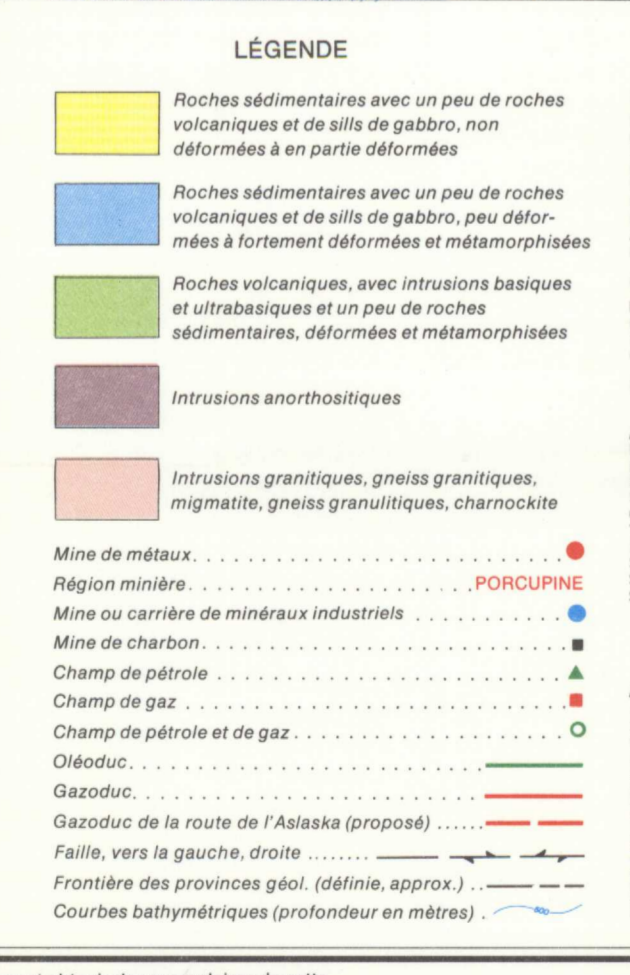 LÉGENDE
Roches sédimentaires avec un peu de roches
volcaniques et de sills de gabbro, non
déformées à en partie déformées
Roches sédimentaires avec un peu de roches
volcaniques et de sills de gabbro, peu défor-
mées à fortement déformées et métamorphisées
Roches volcaniques, avec intrusions basiques
et ultrabasiques et un peu de roches
sédimentaires, déformées et métamorphisées
Intrusions anorthositiques
Intrusions granitiques, gneiss granitiques,
migmatite, gneiss granulitiques, charnockite
Mine de métaux
Région minière PORCUPINE
Mine ou carrière de minéraux industriels
Mine de charbon
Champ de pétrole
Champ de gaz
Champ de pétrole et de gaz
Oléoduc
Gazoduc
Gazoduc de la route de l'Aslaska (proposé)
Faille, vers la gauche, droite
Frontière des provinces géol. (définie, approx.)
Courbes bathymétriques (profondeur en mètres)